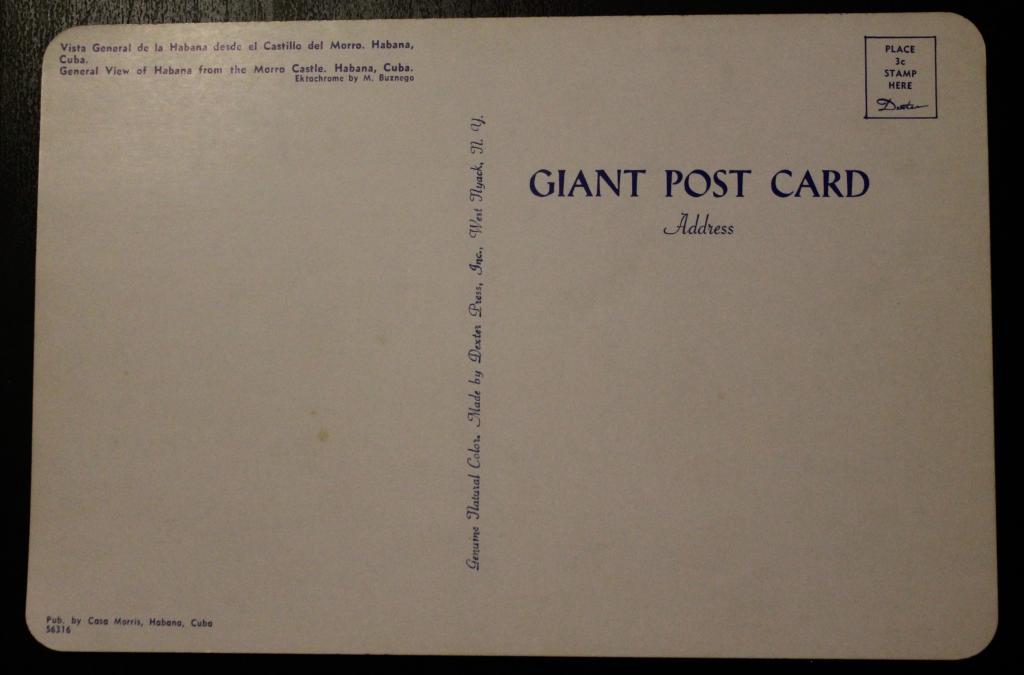 Vista General de la Habana desde el Castillo del Morro. Habana,
Cuba.
General View of Habana from the Morro Castle. Habana, Cuba.
Ektochrome by M. Buznego
PLACE
3c
STAMP
HERE
Dexter
GIANT POST CARD
Address
Genuine Natural Color. Made by Dexter Press, Inc., West Nyack, N. Y.
Pub. by Casa Morris, Habana, Cuba
56316